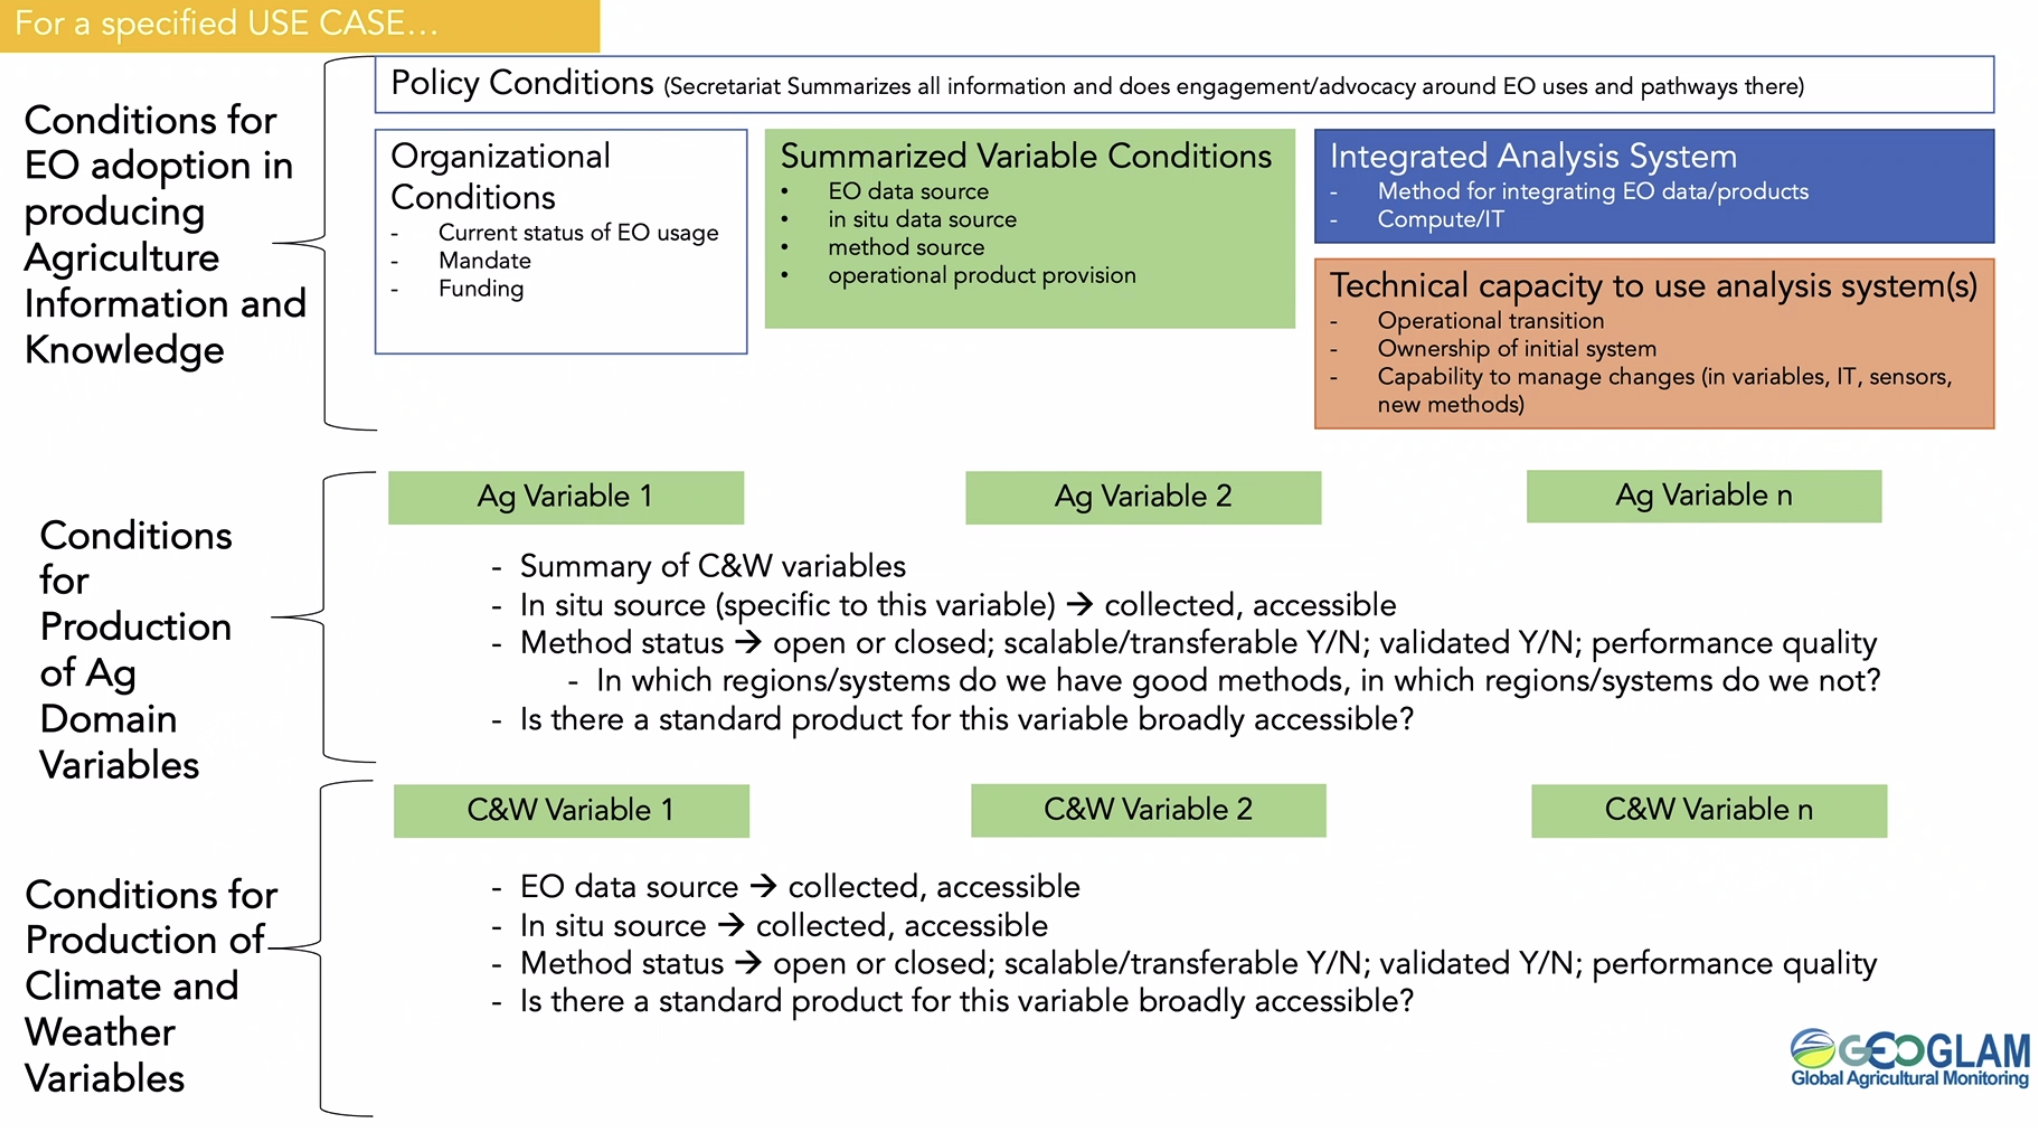 For a specified USE CASE...
Conditions for
EO adoption in
producing
Agriculture
Information and
Knowledge
Policy Conditions (Secretariat Summarizes all information and does engagement/advocacy around EO uses and pathways there)
Organizational
Conditions
- Current status of EO usage
- Mandate
- Funding
Summarized Variable Conditions
• EO data source
• in situ data source
• method source
• operational product provision
Integrated Analysis System
- Method for integrating EO data/products
- Compute/IT
Technical capacity to use analysis system(s)
- Operational transition
- Ownership of initial system
- Capability to manage changes (in variables, IT, sensors,
new methods)
Conditions
for
Production
of Ag
Domain
Variables
Ag Variable 1
Ag Variable 2
Ag Variable n
- Summary of C&W variables
- In situ source (specific to this variable) → collected, accessible
- Method status → open or closed; scalable/transferable Y/N; validated Y/N; performance quality
- In which regions/systems do we have good methods, in which regions/systems do we not?
- Is there a standard product for this variable broadly accessible?
Conditions for
Production of
Climate and
Weather
Variables
C&W Variable 1
C&W Variable 2
C&W Variable n
- EO data source → collected, accessible
- In situ source → collected, accessible
- Method status → open or closed; scalable/transferable Y/N; validated Y/N; performance quality
- Is there a standard product for this variable broadly accessible?
GEOGLAM
Global Agricultural Monitoring